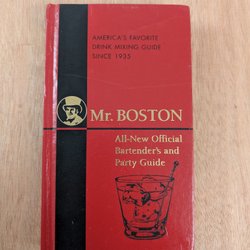 AMERICA'S FAVORITE
DRINK MIXING GUIDE
SINCE 1935
Mr. BOSTON
All-New Official
Bartender's and
Party Guide